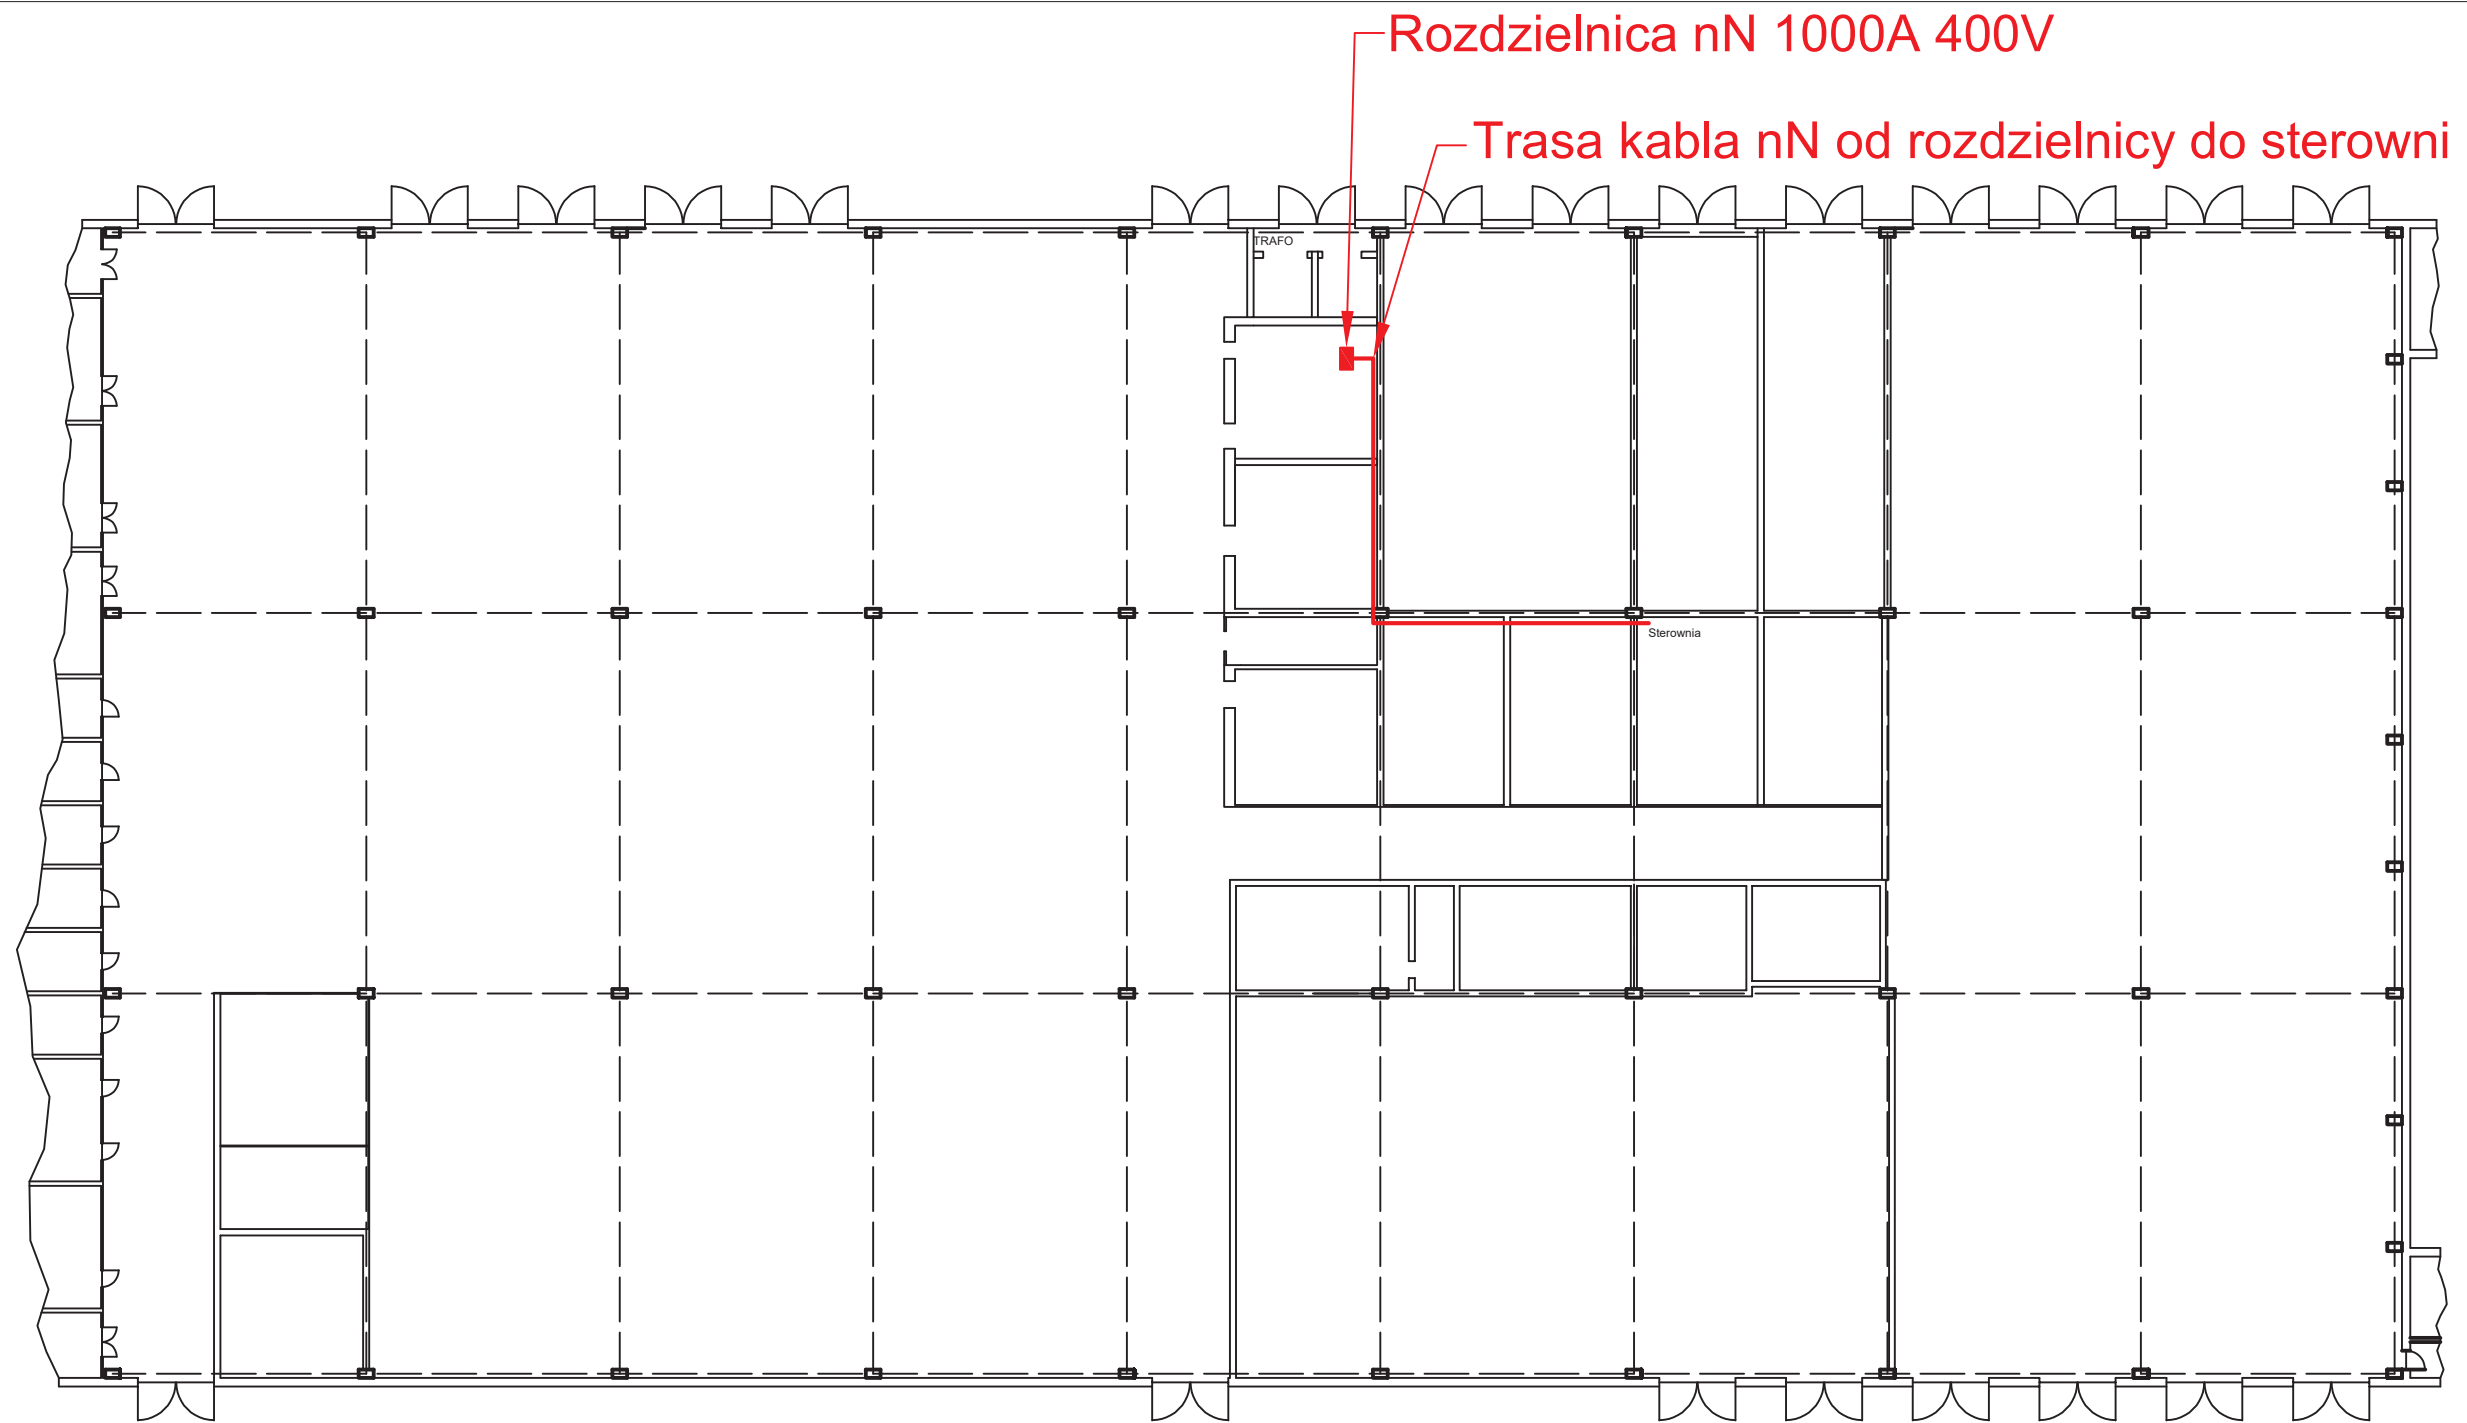 Rozdzielnica nN 1000A 400V
Trasa kabla nN od rozdzielnicy do sterowni
TRAFO
Sterownia